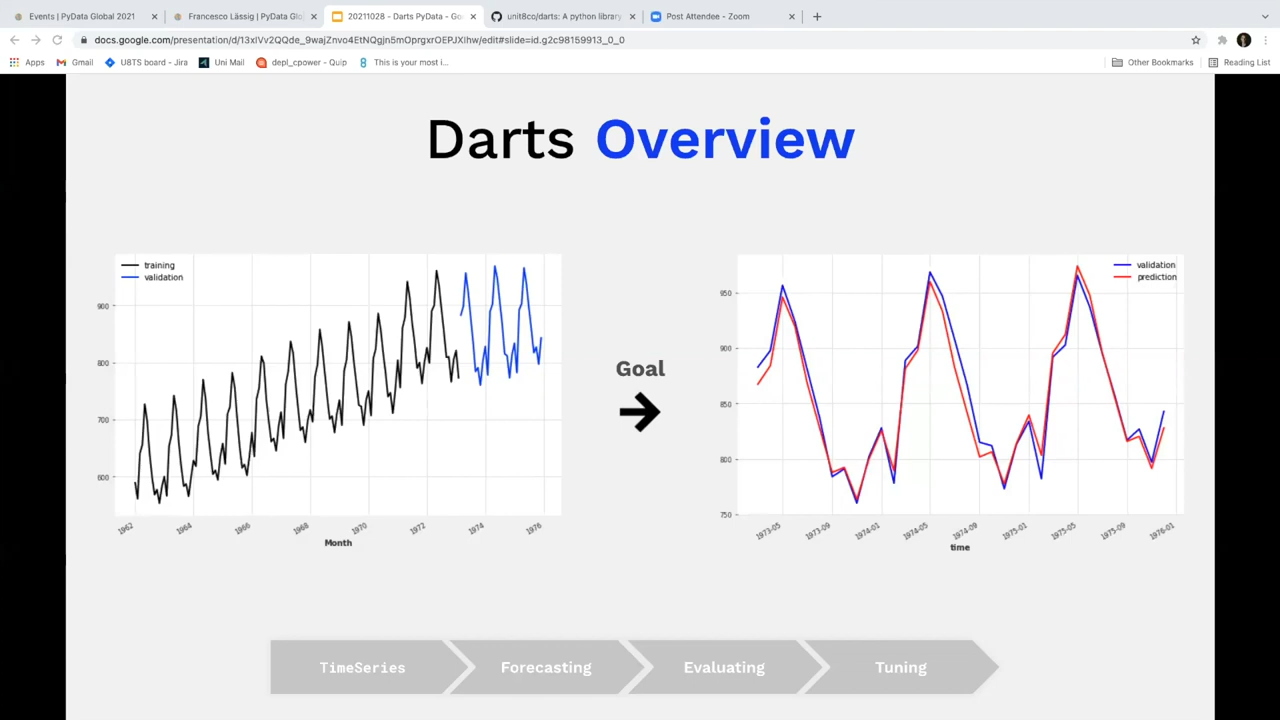 Events | PyData Global 2021
Francesco Lässig | PyData Glo
20211028 - Darts PyData - Go
unit8co/darts: A python library
Post Attendee - Zoom
docs.google.com/presentation/d/13xIVv2QQde_9wajZnvo4EtNQgjn5mOprgxrOEPJXIhw/edit#slide=id.g2c98159913_0_0
Apps Gmail U8TS board - Jira Uni Mail depl_cpower - Quip This is your most i... Other Bookmarks Reading List
Darts Overview
training
validation
900
800
700
600
1962 1964 1966 1968 1970 1972 1974 1976
Month
Goal
validation
prediction
950
900
850
800
750
1973-05 1973-09 1974-01 1974-05 1974-09 1975-01 1975-05 1975-09 1976-01
time
TimeSeries Forecasting Evaluating Tuning